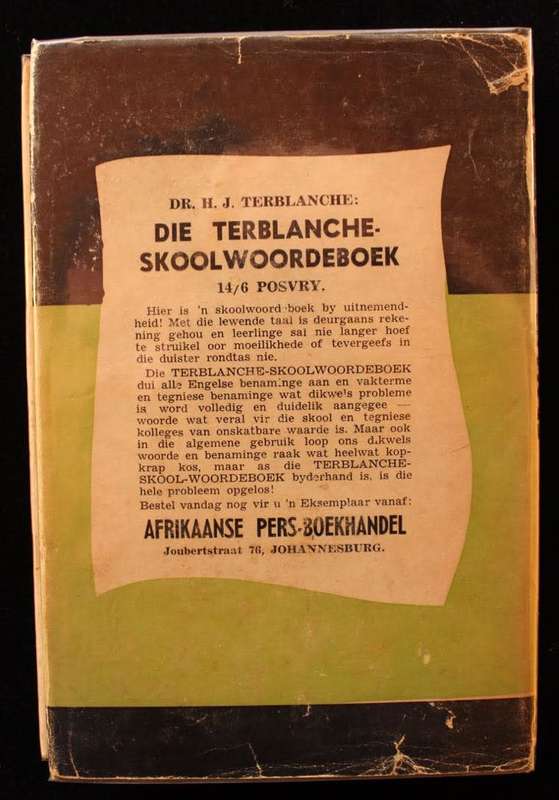 DR. H. J. TERBLANCHE:
DIE TERBLANCHE-
SKOOLWOORDEBOEK
14/6 POSVRY.
Hier is 'n skoolwoord boek by uitnemend-
heid! Met die lewende taal is deurgaans reke-
ning gehou en leerlinge sal nie langer hoef
te struikel oor moeilikhede of tevergeefs in
die duister rondtas nie.
Die TERBLANCHE-SKOOLWOORDEBOEK
dui alle Engelse benaminge aan en vakterme
en tegniese benaminge wat dikwels probleme
is word volledig en duidelik aangegee —
woorde wat veral vir die skool en tegniese
kolleges van onskatbare waarde is. Maar ook
in die algemene gebruik loop ons dikwels
woorde en benaminge raak wat heelwat kop-
krap kos, maar as die TERBLANCHE-
SKOOL-WOORDEBOEK byderhand is, is die
hele probleem opgelos!
Bestel vandag nog vir u 'n Eksemplaar vanaf:
AFRIKAANSE PERS-BOEKHANDEL
Joubertstraat 76, JOHANNESBURG.